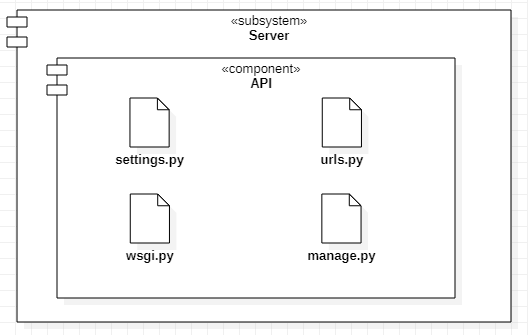 «subsystem»
Server
«component»
API
settings.py
urls.py
wsgi.py
manage.py